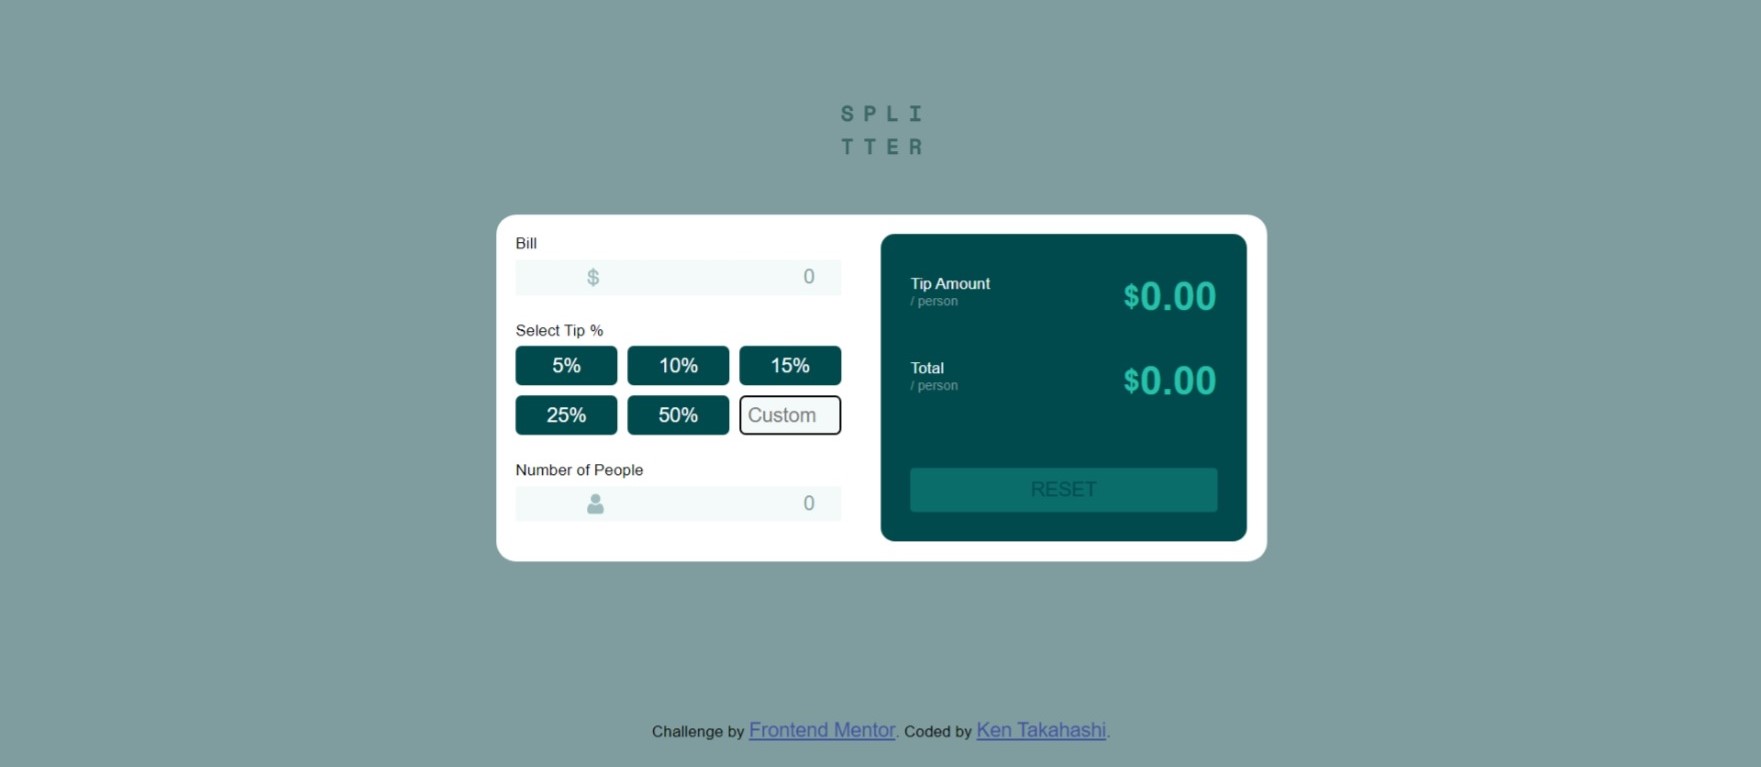 SPLI
TTER
Bill
$ 0
Select Tip %
5% 10% 15%
25% 50% Custom
Number of People
0
Tip Amount
/ person
$0.00
Total
/ person
$0.00
RESET
Challenge by Frontend Mentor. Coded by Ken Takahashi.